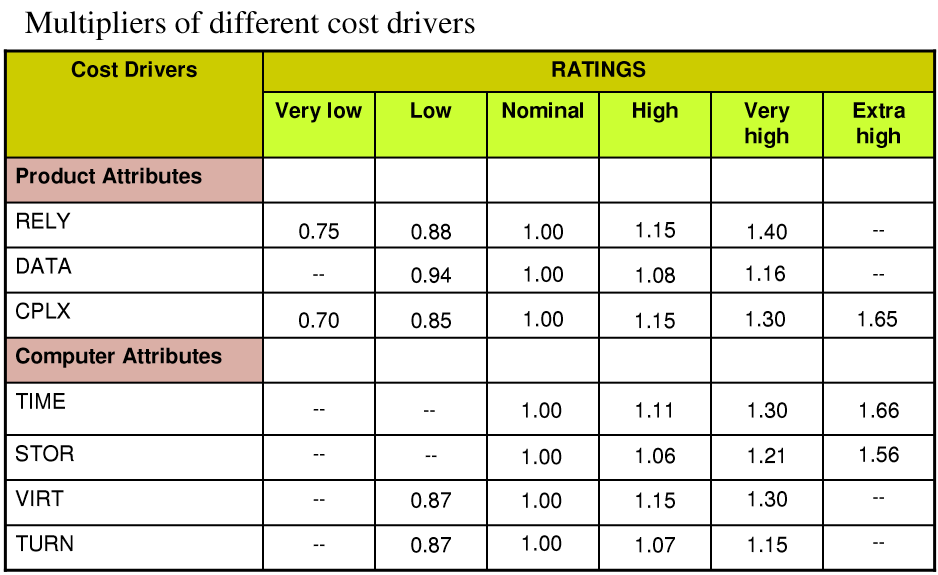 Multipliers of different cost drivers
Cost Drivers RATINGS
Very low Low Nominal High Very high Extra high
Product Attributes
RELY 0.75 0.88 1.00 1.15 1.40 --
DATA -- 0.94 1.00 1.08 1.16 --
CPLX 0.70 0.85 1.00 1.15 1.30 1.65
Computer Attributes
TIME -- -- 1.00 1.11 1.30 1.66
STOR -- -- 1.00 1.06 1.21 1.56
VIRT -- 0.87 1.00 1.15 1.30 --
TURN -- 0.87 1.00 1.07 1.15 --